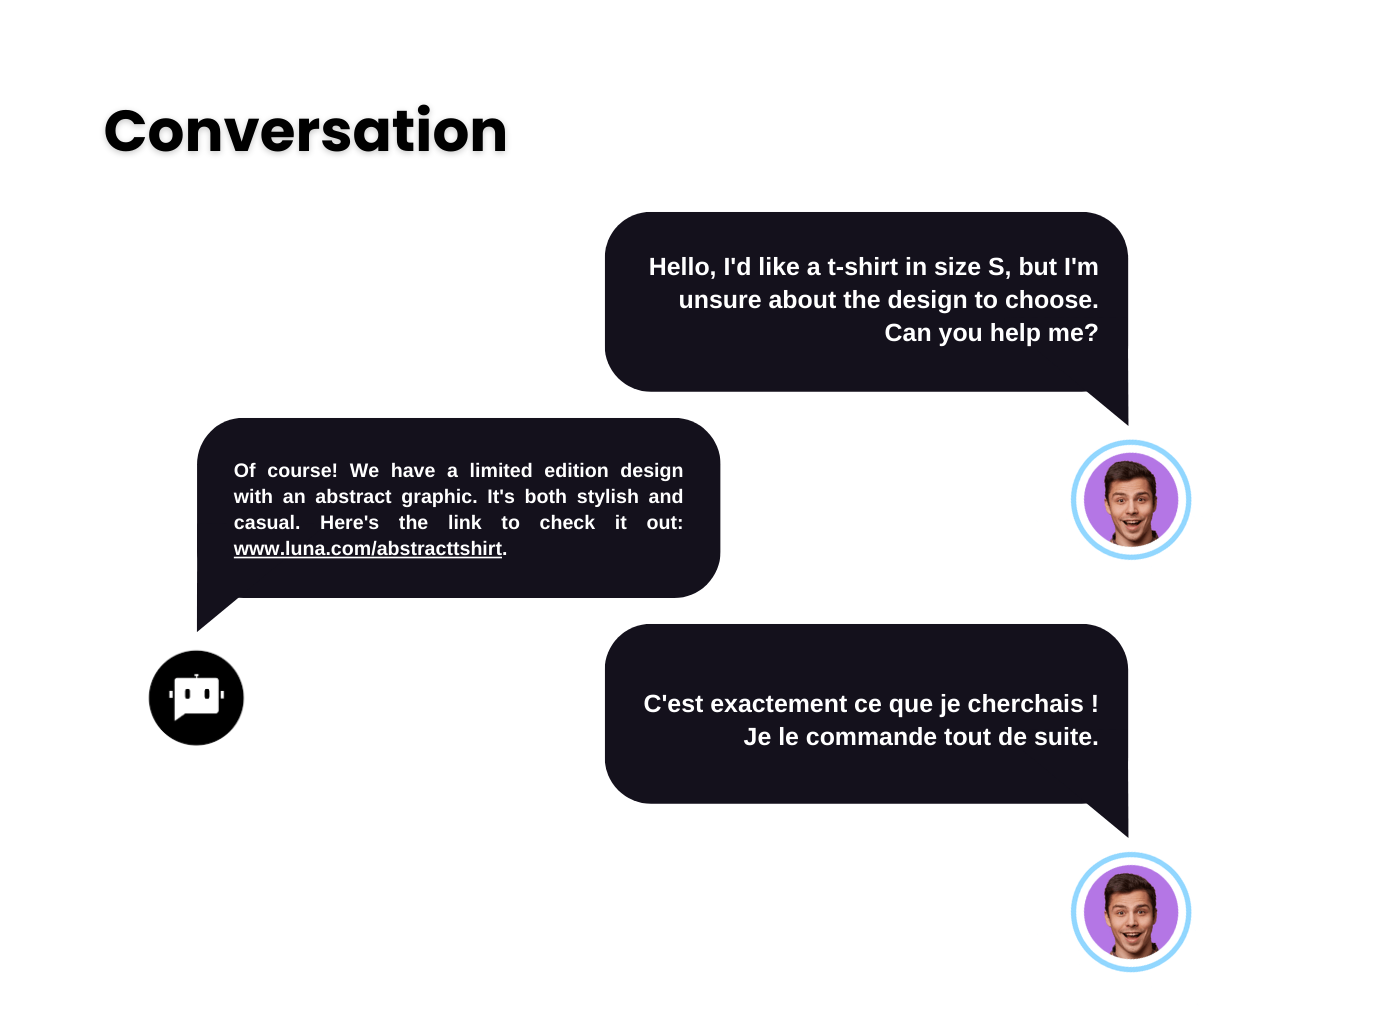 Conversation
Hello, I'd like a t-shirt in size S, but I'm
unsure about the design to choose.
Can you help me?
Of course! We have a limited edition design
with an abstract graphic. It's both stylish and
casual. Here's the link to check it out:
www.luna.com/abstracttshirt.
C'est exactement ce que je cherchais !
Je le commande tout de suite.